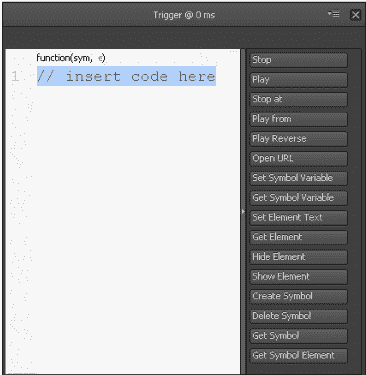 Trigger @ 0 ms
function(sym, e)
1 // insert code here
Stop
Play
Stop at
Play from
Play Reverse
Open URL
Set Symbol Variable
Get Symbol Variable
Set Element Text
Get Element
Hide Element
Show Element
Create Symbol
Delete Symbol
Get Symbol
Get Symbol Element